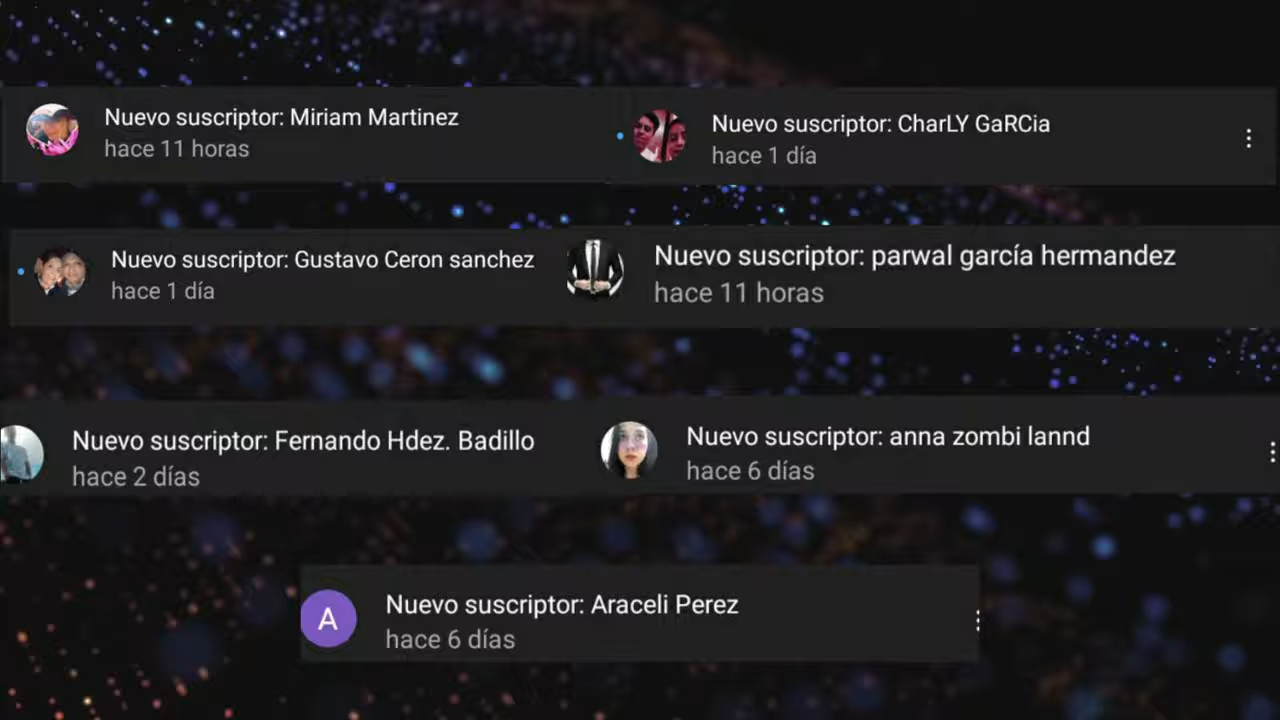 Nuevo suscriptor: Miriam Martinez
hace 11 horas
Nuevo suscriptor: CharLY GaRCia
hace 1 día
Nuevo suscriptor: Gustavo Ceron sanchez
hace 1 día
Nuevo suscriptor: parwal garcía hermandez
hace 11 horas
Nuevo suscriptor: Fernando Hdez. Badillo
hace 2 días
Nuevo suscriptor: anna zombi lannd
hace 6 días
A
Nuevo suscriptor: Araceli Perez
hace 6 días